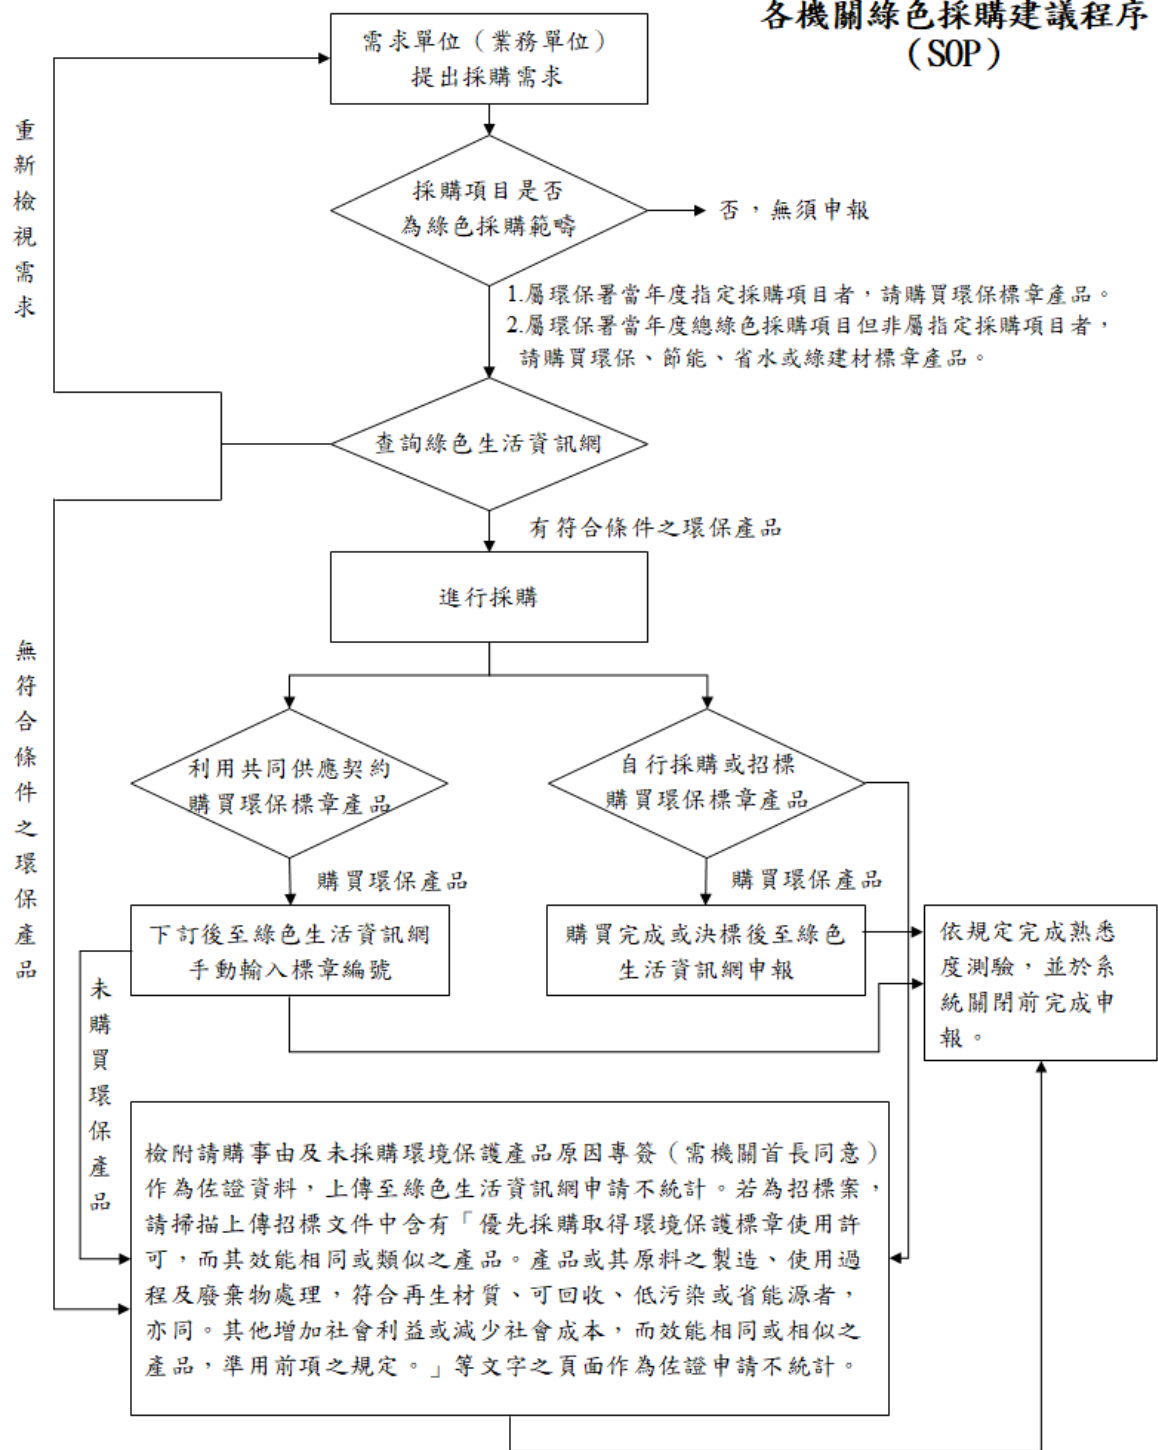 各機關綠色採購建議程序
（SOP）
需求單位（業務單位）
提出採購需求
重新檢視需求
採購項目是否
為綠色採購範疇
否，無須申報
1.屬環保署當年度指定採購項目者，請購買環保標章產品。
2.屬環保署當年度總綠色採購項目但非屬指定採購項目者，
請購買環保、節能、省水或綠建材標章產品。
查詢綠色生活資訊網
有符合條件之環保產品
進行採購
無符合條件之環保產品
利用共同供應契約
購買環保標章產品
自行採購或招標
購買環保標章產品
購買環保產品
購買環保產品
下訂後至綠色生活資訊網
手動輸入標章編號
購買完成或決標後至綠色
生活資訊網申報
依規定完成熟悉
度測驗，並於系
統關閉前完成申
報。
未購買環保產品
檢附請購事由及未採購環境保護產品原因專簽（需機關首長同意）
作為佐證資料，上傳至綠色生活資訊網申請不統計。若為招標案，
請掃描上傳招標文件中含有「優先採購取得環境保護標章使用許
可，而其效能相同或類似之產品。產品或其原料之製造、使用過
程及廢棄物處理，符合再生材質、可回收、低污染或省能源者，
亦同。其他增加社會利益或減少社會成本，而效能相同或相似之
產品，準用前項之規定。」等文字之頁面作為佐證申請不統計。